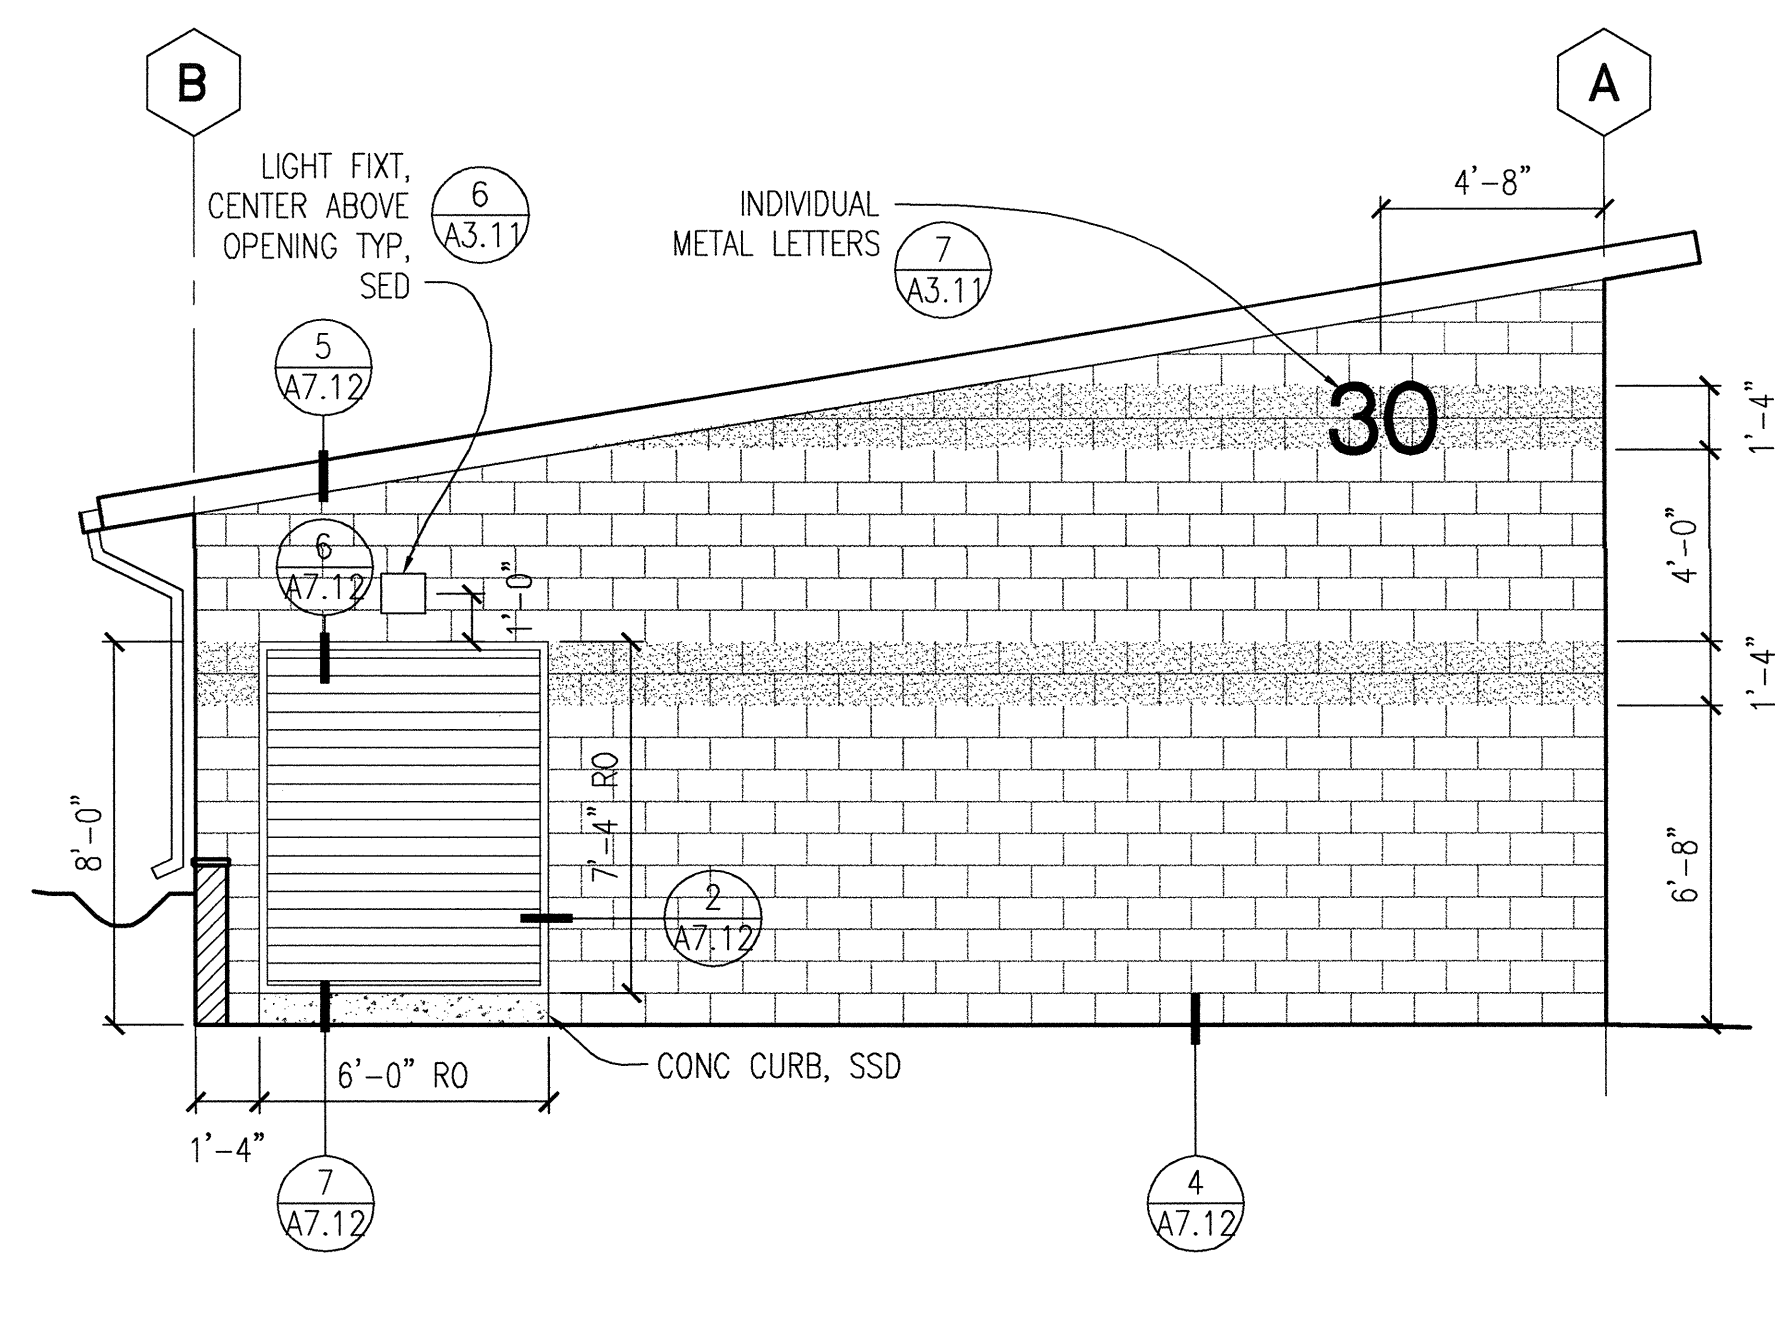 B
A
LIGHT FIXT,
CENTER ABOVE
OPENING TYP,
SED
6
A3.11
INDIVIDUAL
METAL LETTERS
7
A3.11
4'-8"
5
A7.12
30
1'-4"
6
A7.12
1'-0"
4'-0"
1'-4"
8'-0"
7'-4" RO
2
A7.12
6'-8"
CONC CURB, SSD
6'-0" RO
1'-4"
7
A7.12
4
A7.12